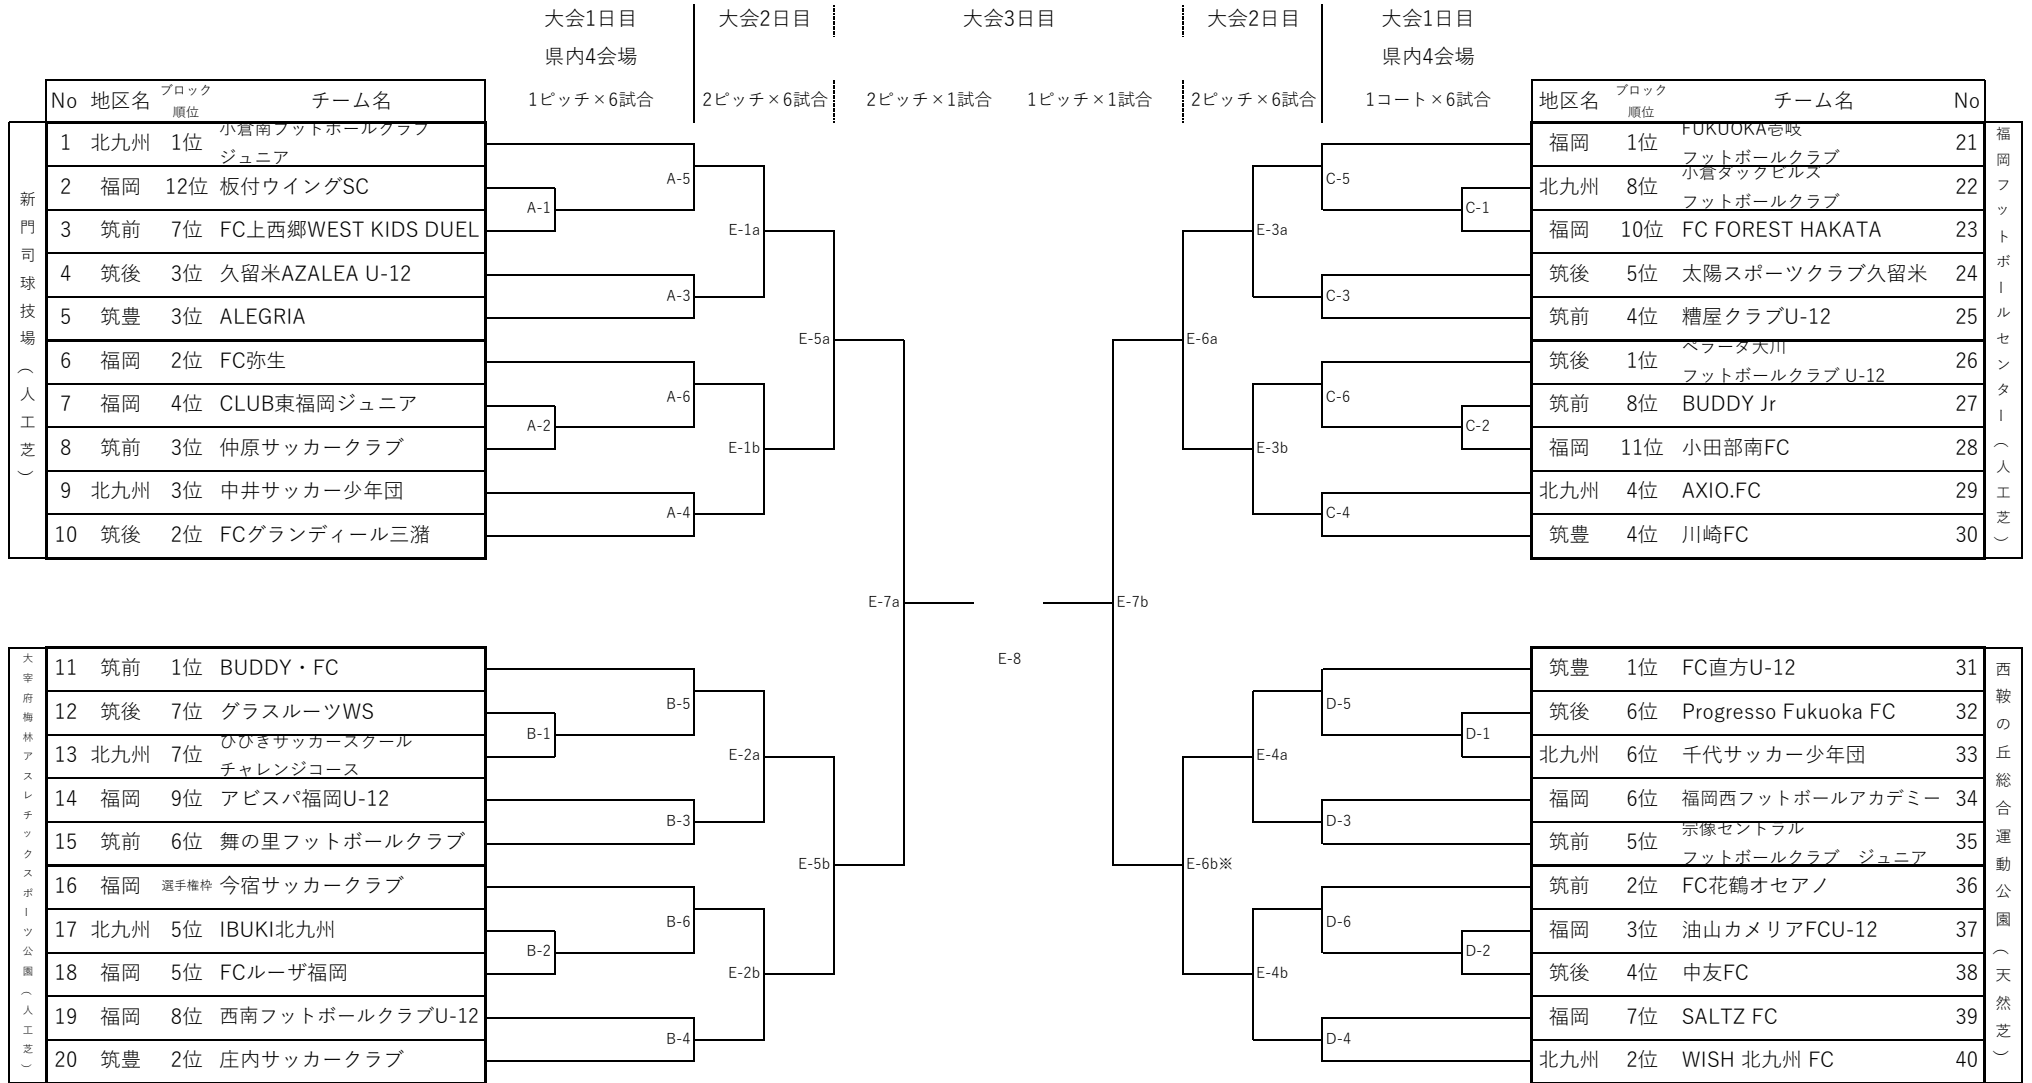 大会1日目 大会2日目 大会3日目 大会2日目 大会1日目
県内4会場 県内4会場
No 地区名 ブロック順位 チーム名 1ピッチ×6試合 2ピッチ×6試合 2ピッチ×1試合 1ピッチ×1試合 2ピッチ×6試合 1コート×6試合 地区名 ブロック順位 チーム名 No
新門司球技場（人工芝）
1 北九州 1位 小倉南フットボールクラブ
ジュニア
2 福岡 12位 板付ウイングSC
3 筑前 7位 FC上西郷WEST KIDS DUEL
4 筑後 3位 久留米AZALEA U-12
5 筑豊 3位 ALEGRIA
6 福岡 2位 FC弥生
7 福岡 4位 CLUB東福岡ジュニア
8 筑前 3位 仲原サッカークラブ
9 北九州 3位 中井サッカー少年団
10 筑後 2位 FCグランディール三潴
A-5
A-1
E-1a
A-3
E-5a
A-6
A-2
E-1b
A-4
大宰府梅林アスレチックスポーツ公園（人工芝）
11 筑前 1位 BUDDY・FC
12 筑後 7位 グラスルーツWS
13 北九州 7位 ひびきサッカースクール
チャレンジコース
14 福岡 9位 アビスパ福岡U-12
15 筑前 6位 舞の里フットボールクラブ
16 福岡 選手権枠 今宿サッカークラブ
17 北九州 5位 IBUKI北九州
18 福岡 5位 FCルーザ福岡
19 福岡 8位 西南フットボールクラブU-12
20 筑豊 2位 庄内サッカークラブ
B-5
B-1
E-2a
B-3
E-5b
B-6
B-2
E-2b
B-4
E-7a
E-8
E-7b
福岡フットボールセンター（人工芝）
福岡 1位 FUKUOKA壱岐
フットボールクラブ 21
北九州 8位 小倉ダックビルズ
フットボールクラブ 22
福岡 10位 FC FOREST HAKATA 23
筑後 5位 太陽スポーツクラブ久留米 24
筑前 4位 糟屋クラブU-12 25
筑後 1位 ペラータ大川
フットボールクラブ U-12 26
筑前 8位 BUDDY Jr 27
福岡 11位 小田部南FC 28
北九州 4位 AXIO.FC 29
筑豊 4位 川崎FC 30
C-5
C-1
E-3a
C-3
E-6a
C-6
C-2
E-3b
C-4
西鞍の丘総合運動公園（天然芝）
筑豊 1位 FC直方U-12 31
筑後 6位 Progresso Fukuoka FC 32
北九州 6位 千代サッカー少年団 33
福岡 6位 福岡西フットボールアカデミー 34
筑前 5位 宗像セントラル
フットボールクラブ　ジュニア 35
筑前 2位 FC花鶴オセアノ 36
福岡 3位 油山カメリアFCU-12 37
筑後 4位 中友FC 38
福岡 7位 SALTZ FC 39
北九州 2位 WISH 北九州 FC 40
D-5
D-1
E-4a
D-3
E-6b※
D-6
D-2
E-4b
D-4